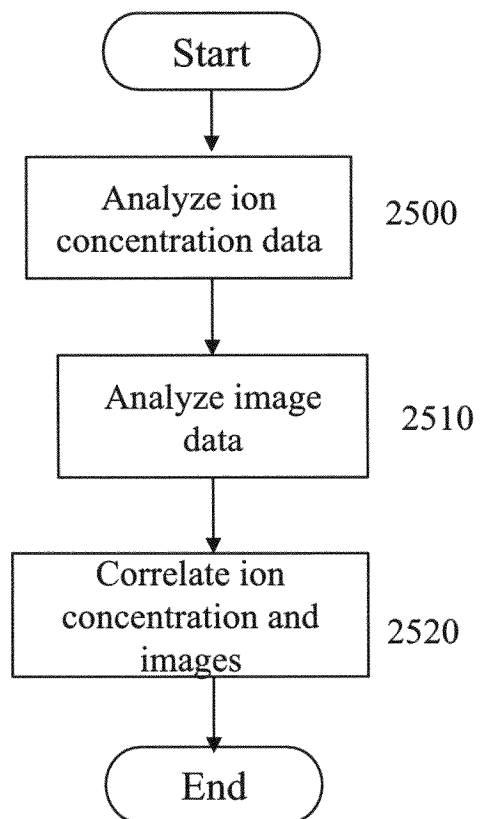 Start
Analyze ion
concentration data
2500
Analyze image
data
2510
Correlate ion
concentration and
images
2520
End